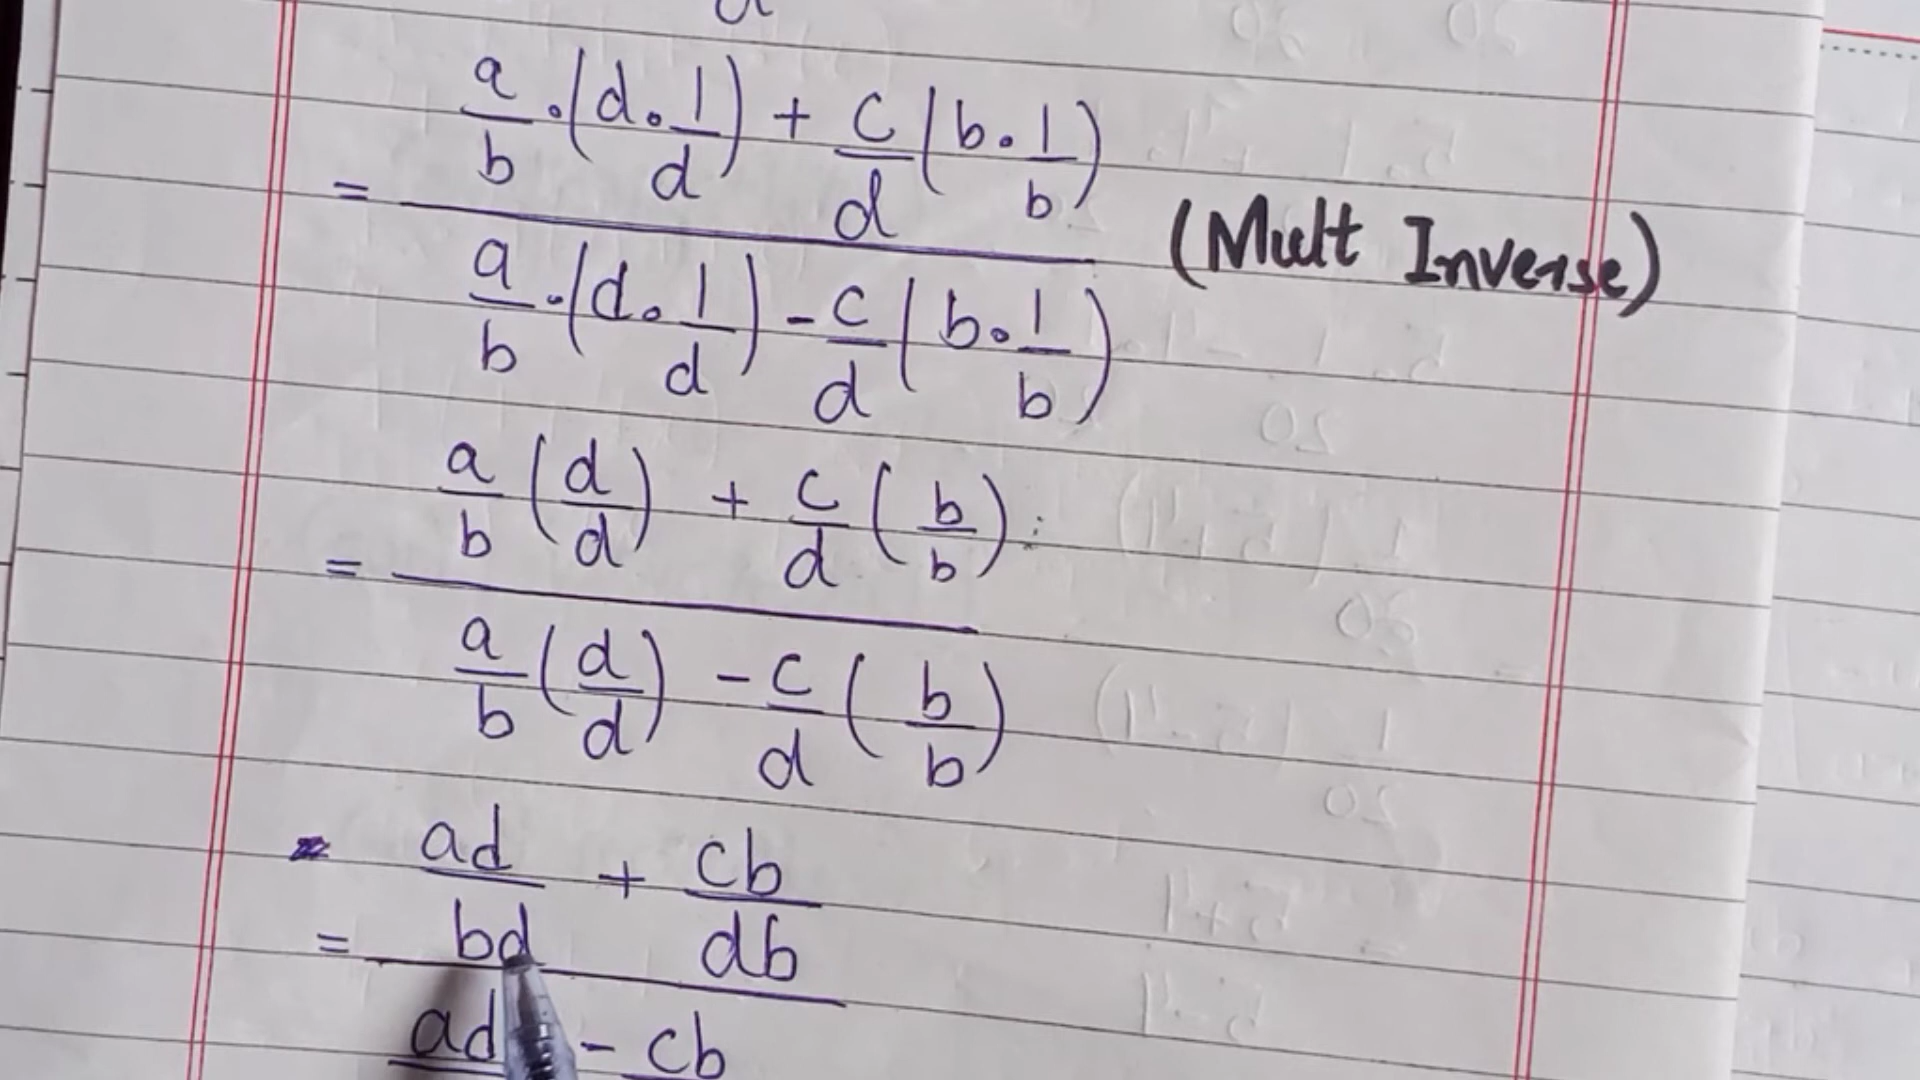 a/b . (d . 1/d) + c/d (b . 1/b)
= ──────────── (Mult Inverse)
a/b . (d . 1/d) - c/d (b . 1/b)
a/b (d/d) + c/d (b/b)
= ────────────
a/b (d/d) - c/d (b/b)
ad/bd + cb/db
= ────────────
ad - cb